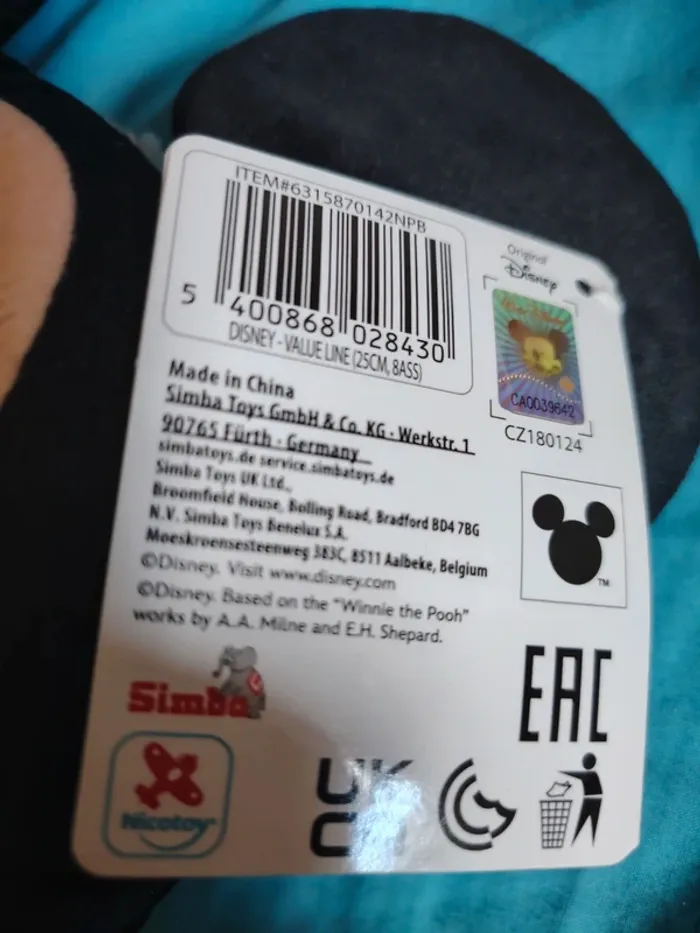 ITEM#6315870142NPB
5 400868 028430
DISNEY - VALUE LINE (25CM, 8ASS)
Original
Disney
CA0039642
CZ180124
Made in China
Simba Toys GmbH & Co. KG · Werkstr. 1
90765 Fürth · Germany
simbatoys.de service.simbatoys.de
Simba Toys UK Ltd.,
Broomfield House, Bolling Road, Bradford BD4 7BG
N.V. Simba Toys Benelux S.A.
Moeskroensesteenweg 383C, 8511 Aalbeke, Belgium
©Disney. Visit www.disney.com
©Disney. Based on the "Winnie the Pooh"
works by A.A. Milne and E.H. Shepard.
TM
EAC
Simba
Nicotoy
UK
CA